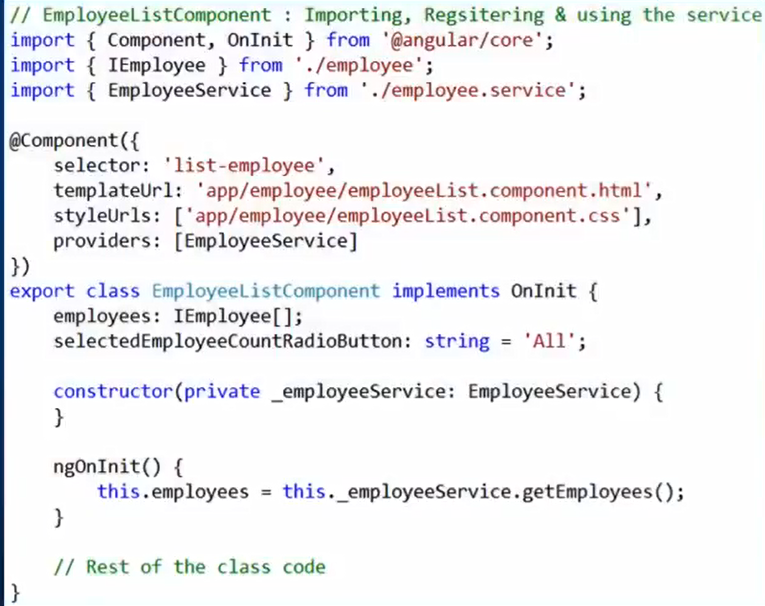 // EmployeeListComponent : Importing, Regsitering & using the service
import { Component, OnInit } from '@angular/core';
import { IEmployee } from './employee';
import { EmployeeService } from './employee.service';
@Component({
selector: 'list-employee',
templateUrl: 'app/employee/employeeList.component.html',
styleUrls: ['app/employee/employeeList.component.css'],
providers: [EmployeeService]
})
export class EmployeeListComponent implements OnInit {
employees: IEmployee[];
selectedEmployeeCountRadioButton: string = 'All';
constructor(private _employeeService: EmployeeService) {
}
ngOnInit() {
this.employees = this._employeeService.getEmployees();
}
// Rest of the class code
}